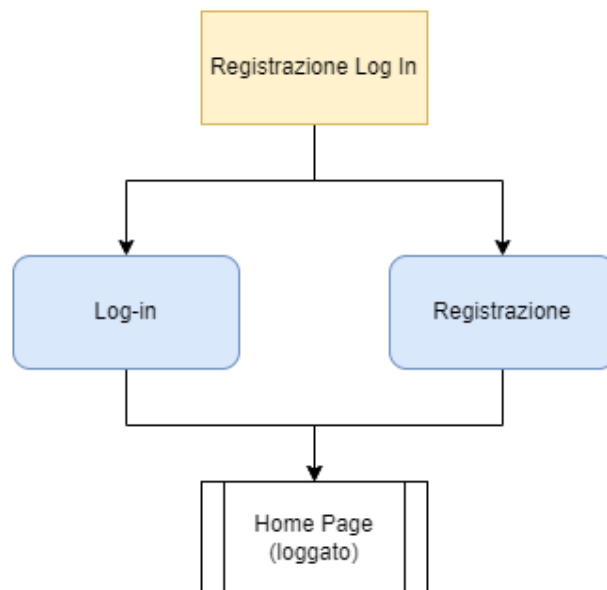 Registrazione Log In
Log-in
Registrazione
Home Page
(loggato)